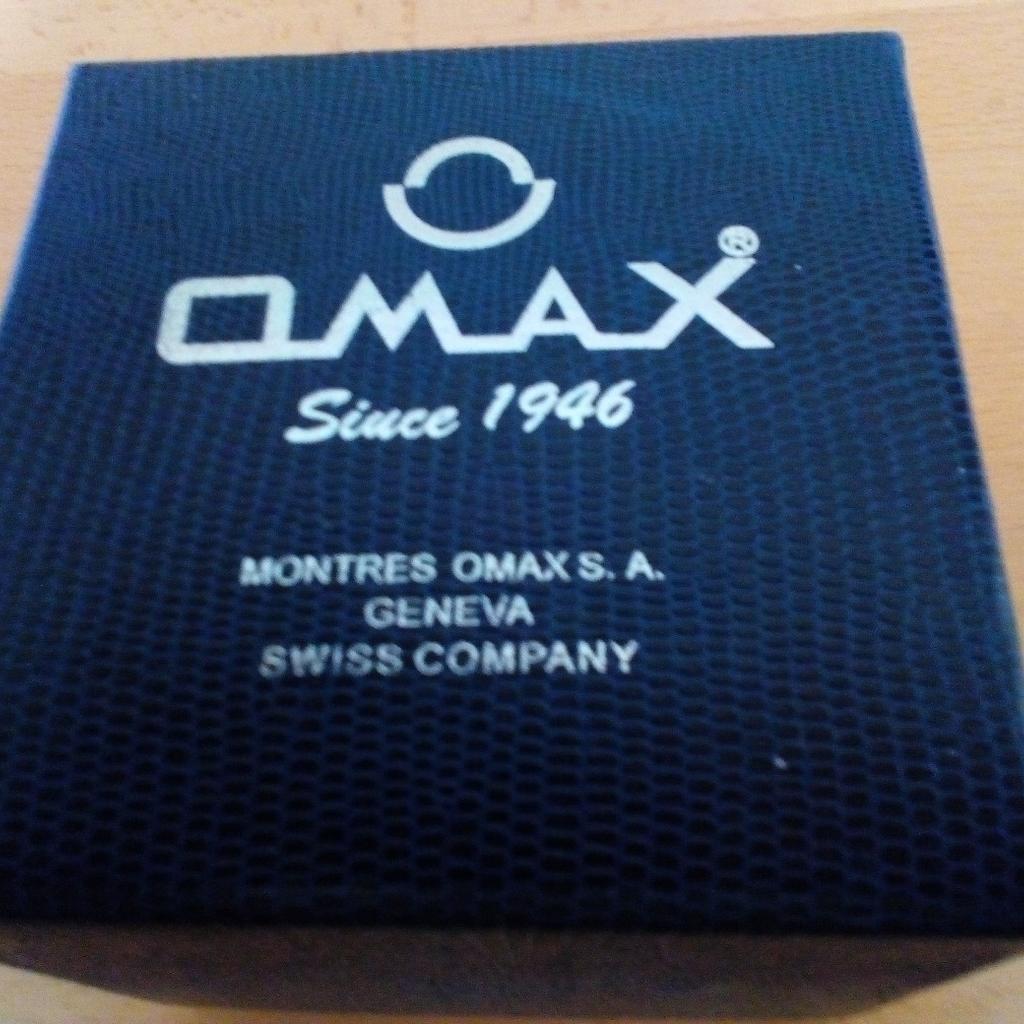 OMAX®
Since 1946
MONTRES OMAX S. A.
GENEVA
SWISS COMPANY